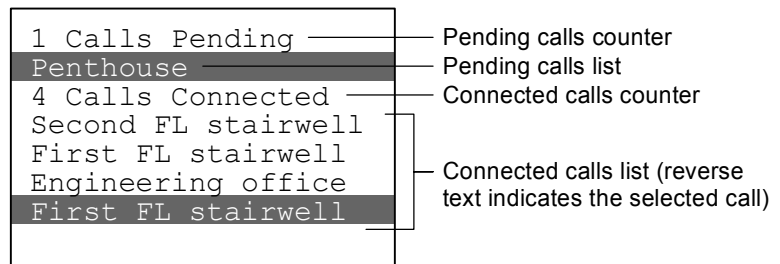 1 Calls Pending
Pending calls counter
Penthouse
Pending calls list
4 Calls Connected
Connected calls counter
Second FL stairwell
First FL stairwell
Engineering office
First FL stairwell
Connected calls list (reverse
text indicates the selected call)